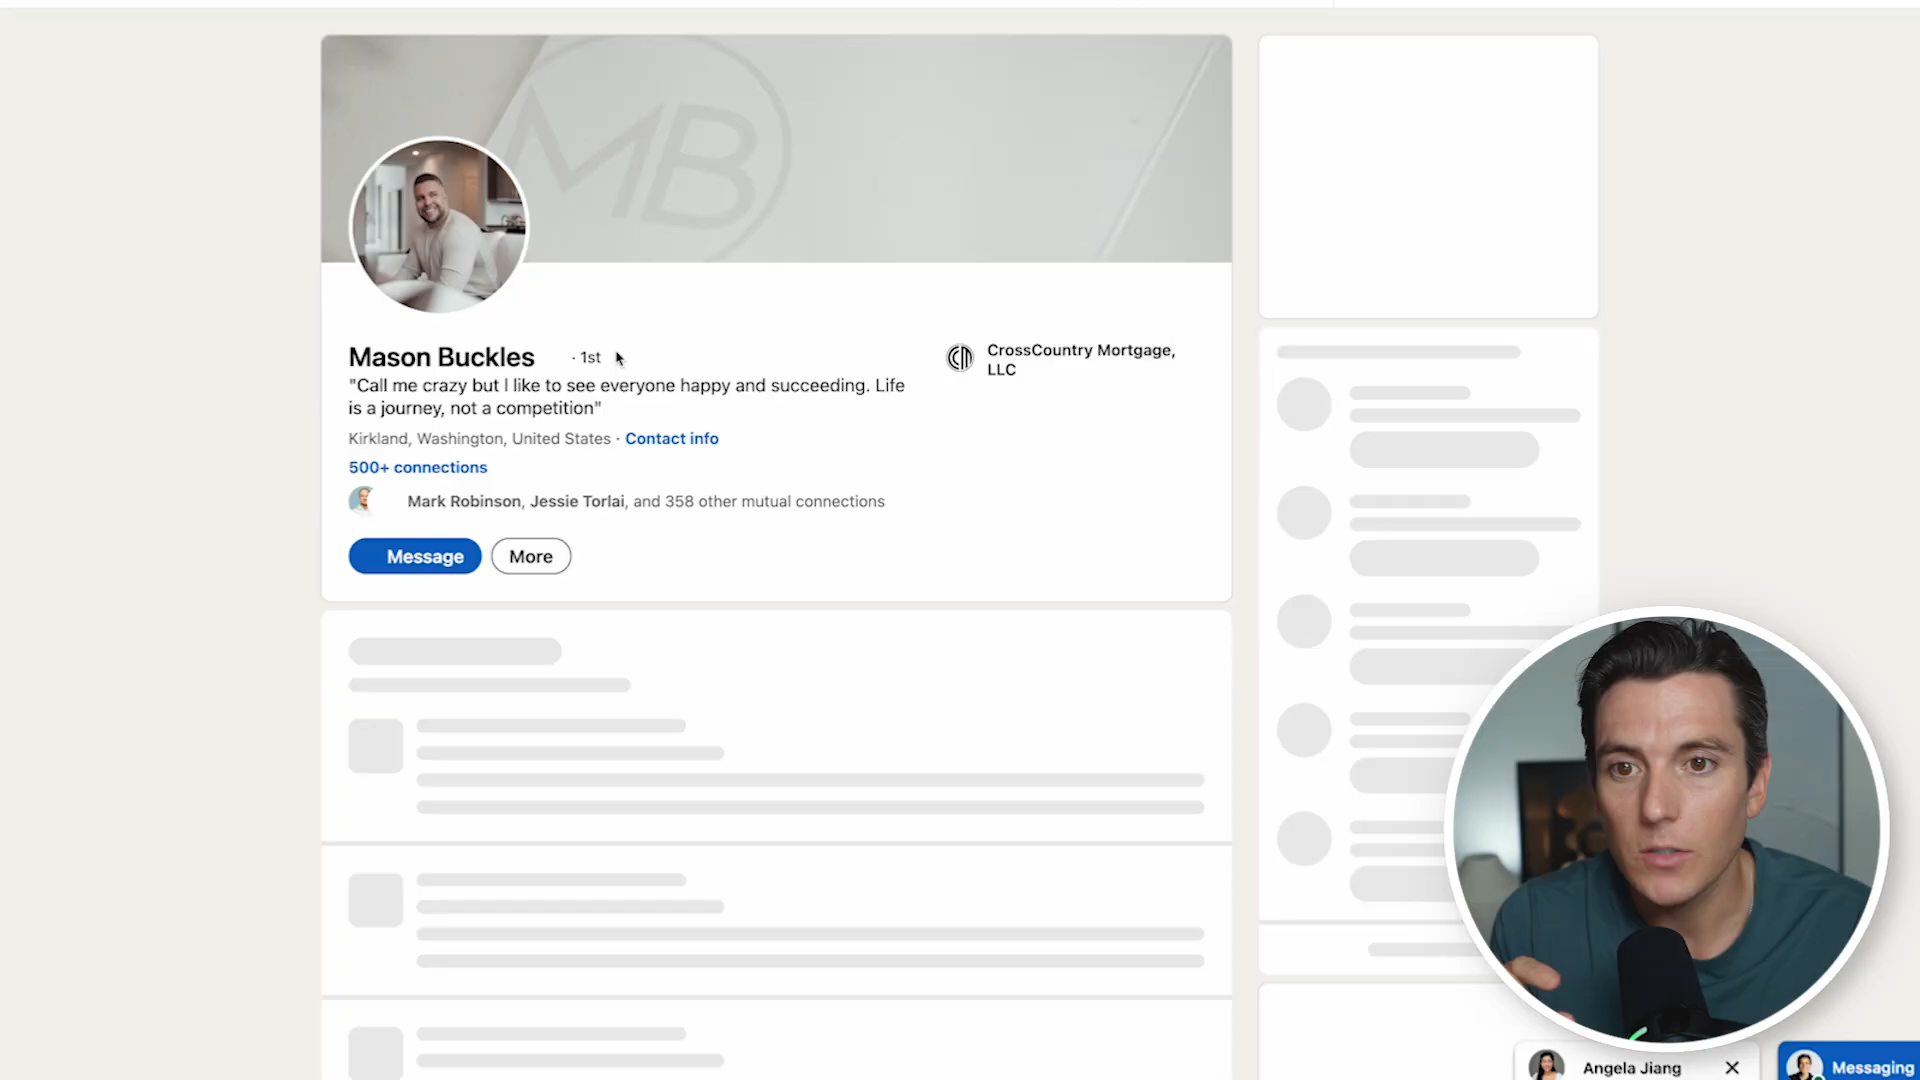 MB
Mason Buckles · 1st
"Call me crazy but I like to see everyone happy and succeeding. Life
is a journey, not a competition"
Kirkland, Washington, United States · Contact info
500+ connections
Mark Robinson, Jessie Torlai, and 358 other mutual connections
Message
More
CrossCountry Mortgage,
LLC
Angela Jiang
Messaging